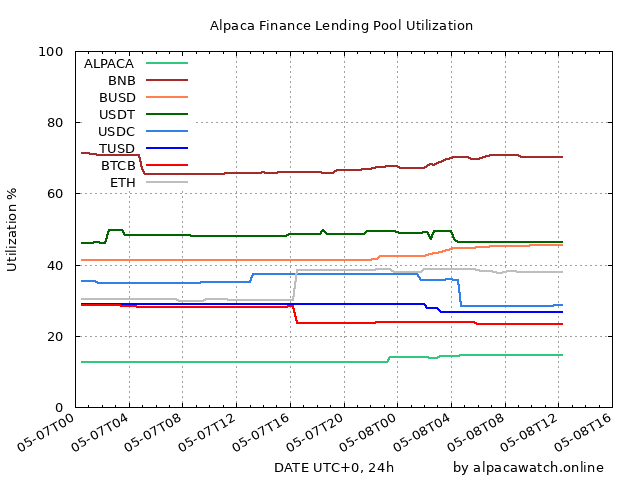 Alpaca Finance Lending Pool Utilization
100
80
60
40
20
0
Utilization %
ALPACA
BNB
BUSD
USDT
USDC
TUSD
BTCB
ETH
05-07T00
05-07T04
05-07T08
05-07T12
05-07T16
05-07T20
05-08T00
05-08T04
05-08T08
05-08T12
05-08T16
DATE UTC+0, 24h
by alpacawatch.online